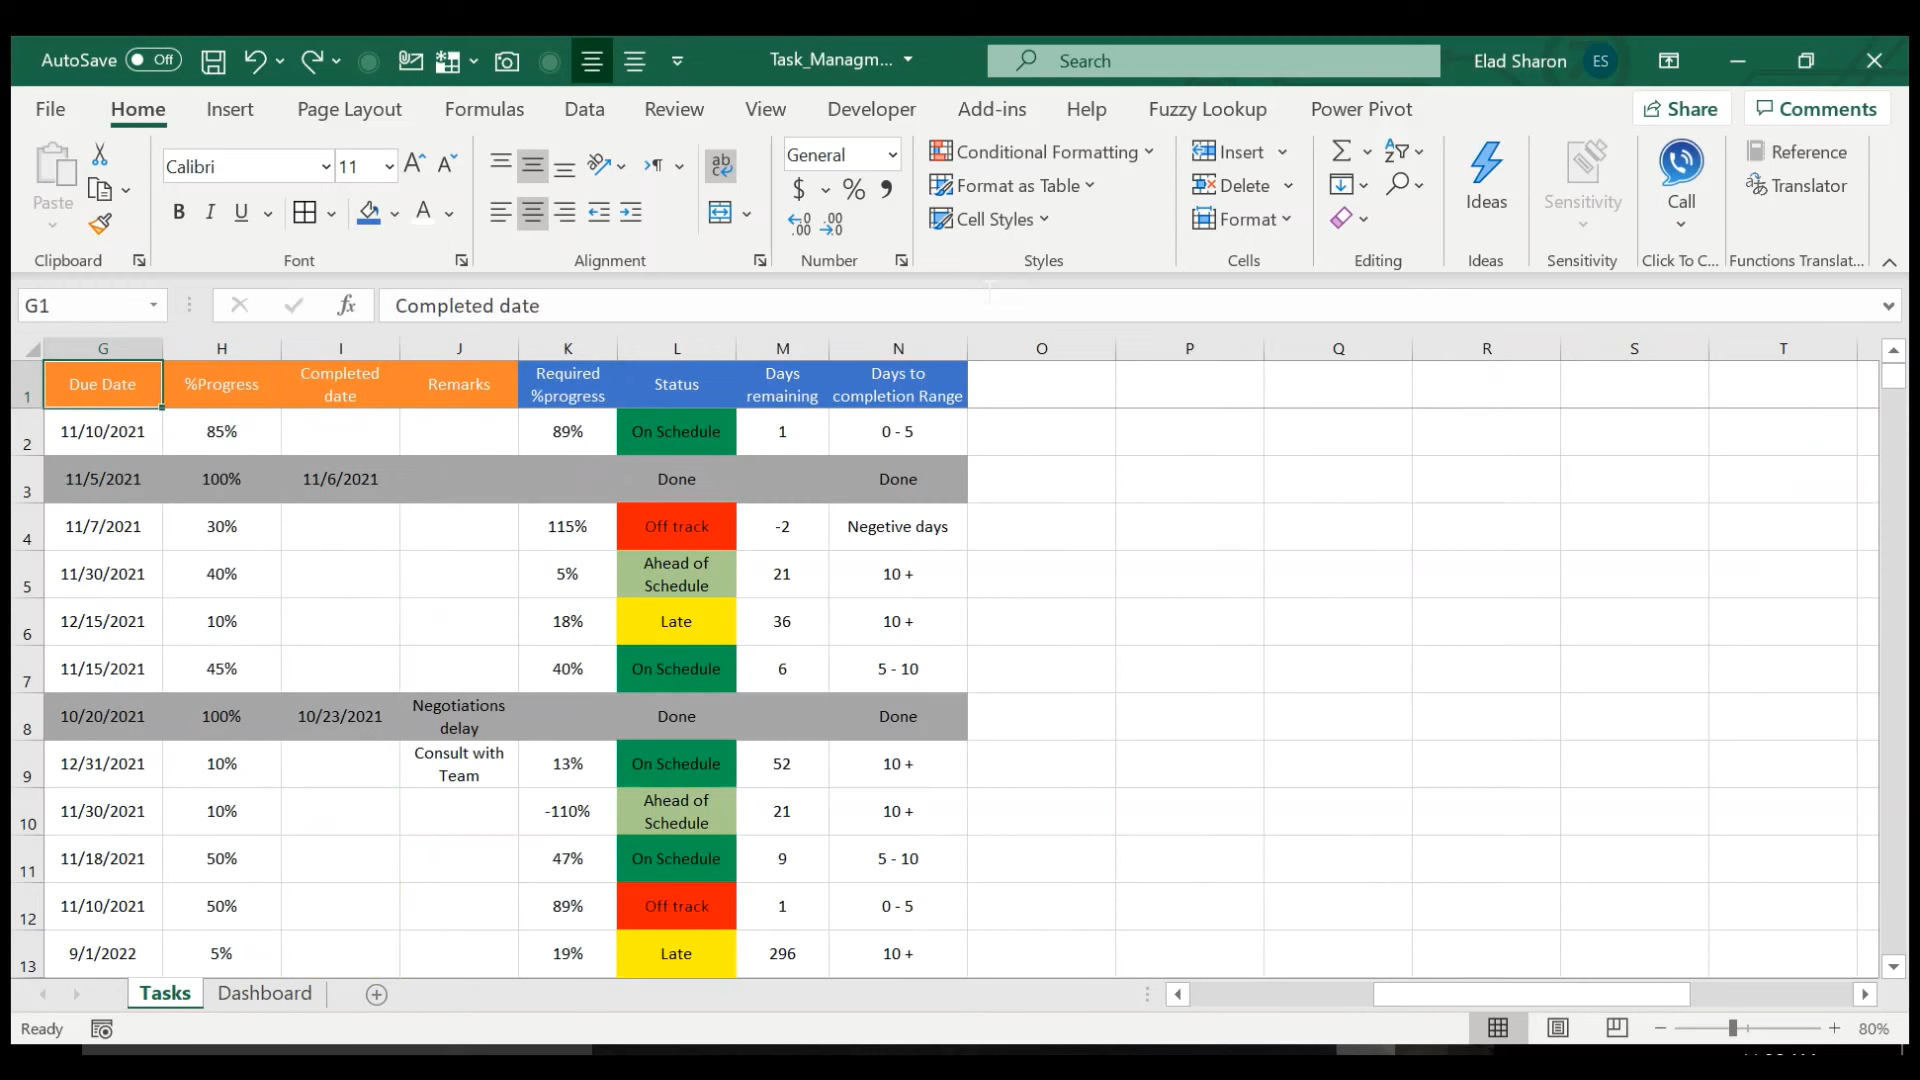 AutoSave Off Task_Managm... Search Elad Sharon ES
File Home Insert Page Layout Formulas Data Review View Developer Add-ins Help Fuzzy Lookup Power Pivot Share Comments
Paste
Calibri 11
B I U A
ab
General
$ % 9
.00 .00
Conditional Formatting
Format as Table
Cell Styles
Insert
Delete
Format
Ideas
Sensitivity
Call
Reference
Translator
Clipboard Font Alignment Number Styles Cells Editing Ideas Sensitivity Click To C... Functions Translat...
G1 fx Completed date
G H I J K L M N O P Q R S T
1 Due Date %Progress Completed date Remarks Required %progress Status Days remaining Days to completion Range
2 11/10/2021 85% 89% On Schedule 1 0 - 5
3 11/5/2021 100% 11/6/2021 Done Done
4 11/7/2021 30% 115% Off track -2 Negetive days
5 11/30/2021 40% 5% Ahead of Schedule 21 10 +
6 12/15/2021 10% 18% Late 36 10 +
7 11/15/2021 45% 40% On Schedule 6 5 - 10
8 10/20/2021 100% 10/23/2021 Negotiations delay Done Done
9 12/31/2021 10% Consult with Team 13% On Schedule 52 10 +
10 11/30/2021 10% -110% Ahead of Schedule 21 10 +
11 11/18/2021 50% 47% On Schedule 9 5 - 10
12 11/10/2021 50% 89% Off track 1 0 - 5
13 9/1/2022 5% 19% Late 296 10 +
Tasks Dashboard
Ready 80%